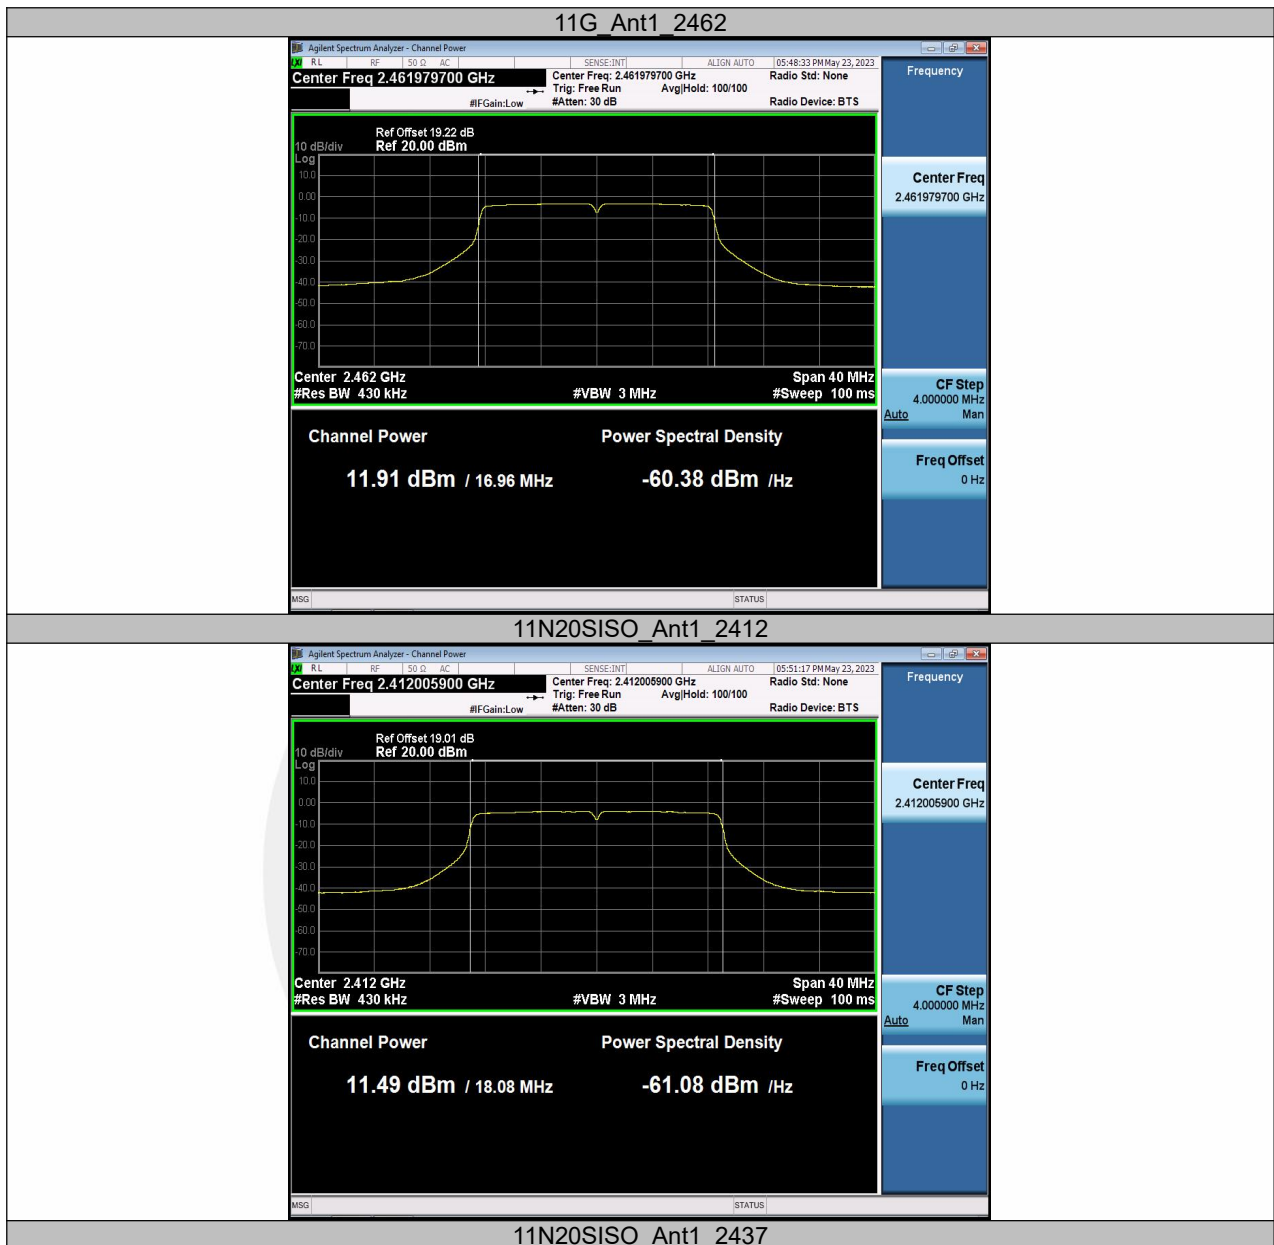 11G_Ant1_2462
Agilent Spectrum Analyzer - Channel Power
LXI RL RF 50 Ω AC SENSE:INT ALIGN AUTO 05:48:33 PM May 23, 2023
Center Freq 2.461979700 GHz
Center Freq: 2.461979700 GHz
Radio Std: None
Trig: Free Run Avg|Hold: 100/100
#IFGain:Low #Atten: 30 dB Radio Device: BTS
Frequency
Ref Offset 19.22 dB
10 dB/div Ref 20.00 dBm
Log
10.0
0.00
-10.0
-20.0
-30.0
-40.0
-50.0
-60.0
-70.0
Center 2.462 GHz Span 40 MHz
#Res BW 430 kHz #VBW 3 MHz #Sweep 100 ms
Channel Power Power Spectral Density
11.91 dBm / 16.96 MHz -60.38 dBm /Hz
Center Freq
2.461979700 GHz
CF Step
4.000000 MHz
Auto Man
Freq Offset
0 Hz
MSG STATUS
11N20SISO_Ant1_2412
Agilent Spectrum Analyzer - Channel Power
LXI RL RF 50 Ω AC SENSE:INT ALIGN AUTO 05:51:17 PM May 23, 2023
Center Freq 2.412005900 GHz
Center Freq: 2.412005900 GHz
Radio Std: None
Trig: Free Run Avg|Hold: 100/100
#IFGain:Low #Atten: 30 dB Radio Device: BTS
Frequency
Ref Offset 19.01 dB
10 dB/div Ref 20.00 dBm
Log
10.0
0.00
-10.0
-20.0
-30.0
-40.0
-50.0
-60.0
-70.0
Center 2.412 GHz Span 40 MHz
#Res BW 430 kHz #VBW 3 MHz #Sweep 100 ms
Channel Power Power Spectral Density
11.49 dBm / 18.08 MHz -61.08 dBm /Hz
Center Freq
2.412005900 GHz
CF Step
4.000000 MHz
Auto Man
Freq Offset
0 Hz
MSG STATUS
11N20SISO_Ant1_2437